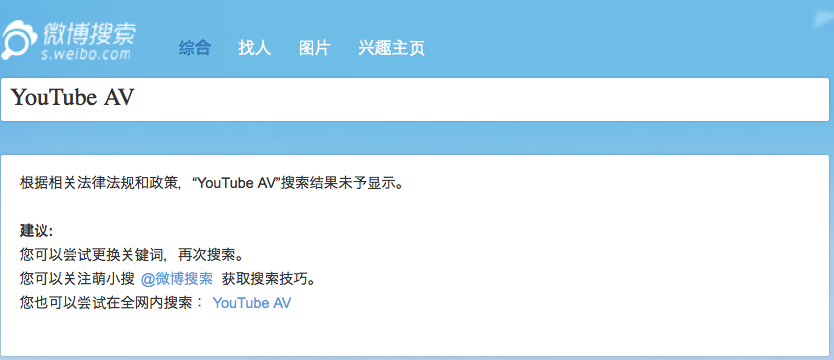 微博搜索
s.weibo.com
综合 找人 图片 兴趣主页
YouTube AV
根据相关法律法规和政策，“YouTube AV”搜索结果未予显示。
建议：
您可以尝试更换关键词，再次搜索。
您可以关注萌小搜 @微博搜索 获取搜索技巧。
您也可以尝试在全网内搜索： YouTube AV